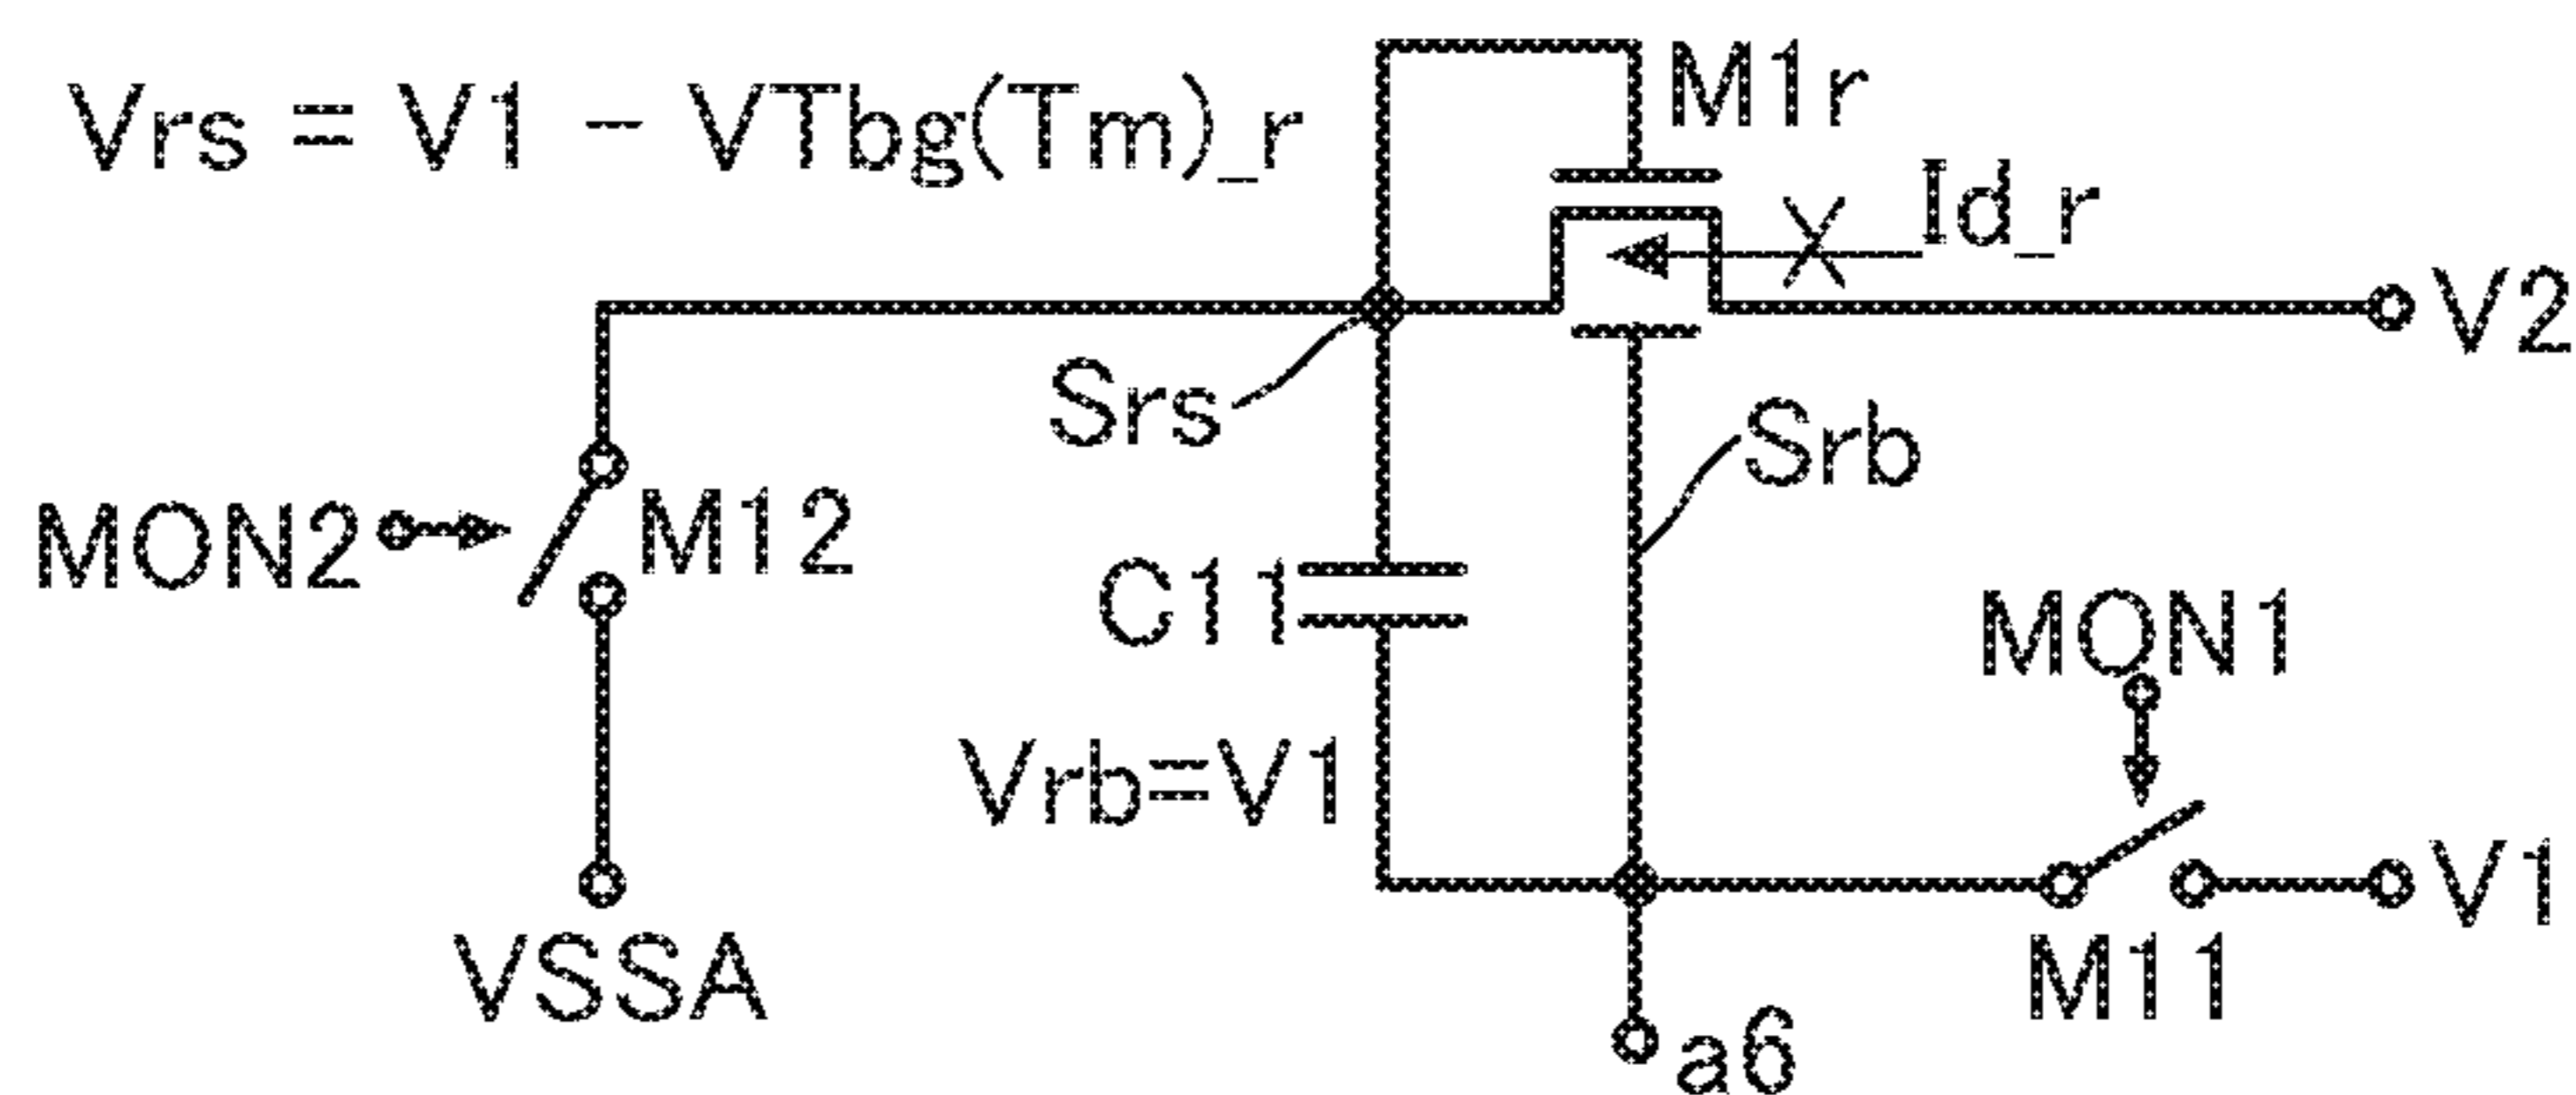 Vrs = V1 − VTbg(Tm)_r
M1r
Id_r
V2
Srs
Srb
MON2
M12
C11
MON1
Vrb=V1
V1
VSSA
M11
a6